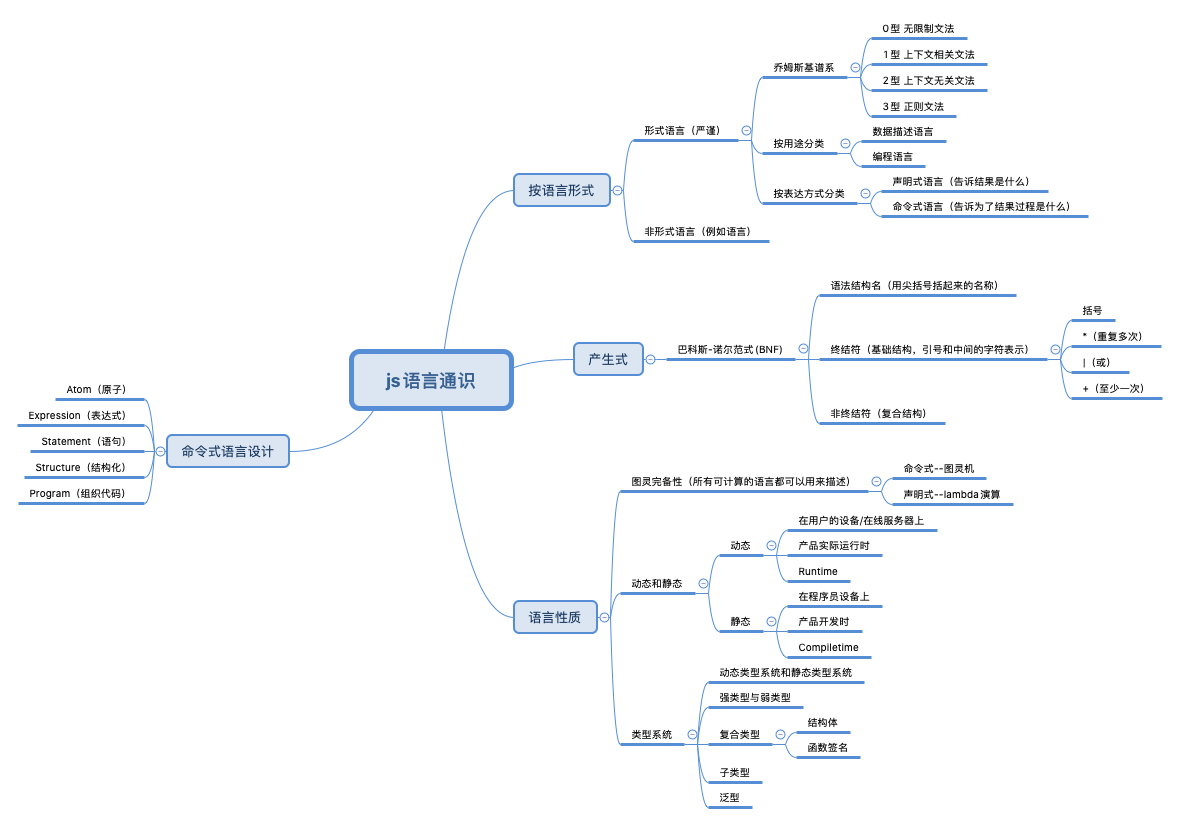 js语言通识
按语言形式
形式语言（严谨）
乔姆斯基谱系
0型 无限制文法
1型 上下文相关文法
2型 上下文无关文法
3型 正则文法
按用途分类
数据描述语言
编程语言
按表达方式分类
声明式语言（告诉结果是什么）
命令式语言（告诉为了结果过程是什么）
非形式语言（例如语言）
产生式
巴科斯-诺尔范式(BNF)
语法结构名（用尖括号括起来的名称）
终结符（基础结构，引号和中间的字符表示）
括号
*（重复多次）
|（或）
+（至少一次）
非终结符（复合结构）
语言性质
图灵完备性（所有可计算的语言都可以用来描述）
命令式--图灵机
声明式--lambda演算
动态和静态
动态
在用户的设备/在线服务器上
产品实际运行时
Runtime
静态
在程序员设备上
产品开发时
Compiletime
类型系统
动态类型系统和静态类型系统
强类型与弱类型
复合类型
结构体
函数签名
子类型
泛型
命令式语言设计
Atom（原子）
Expression（表达式）
Statement（语句）
Structure（结构化）
Program（组织代码）